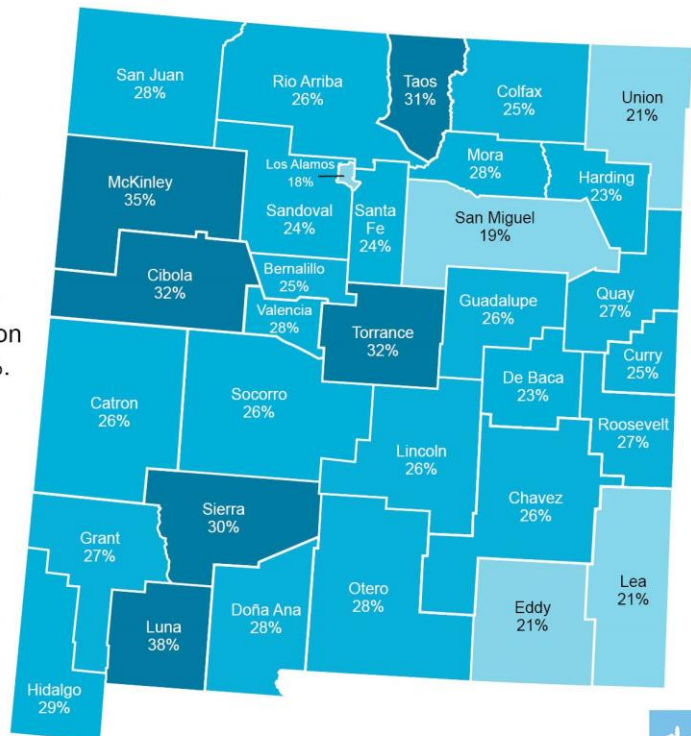 San Juan
28%
Rio Arriba
26%
Taos
31%
Colfax
25%
Union
21%
McKinley
35%
Los Alamos
18%
Mora
28%
Harding
23%
Sandoval
24%
Santa
Fe
24%
San Miguel
19%
Cibola
32%
Bernalillo
25%
Valencia
28%
Torrance
32%
Guadalupe
26%
Quay
27%
on
%.
Curry
25%
De Baca
23%
Catron
26%
Socorro
26%
Roosevelt
27%
Lincoln
26%
Chavez
26%
Sierra
30%
Grant
27%
Luna
38%
Doña Ana
28%
Otero
28%
Eddy
21%
Lea
21%
Hidalgo
29%